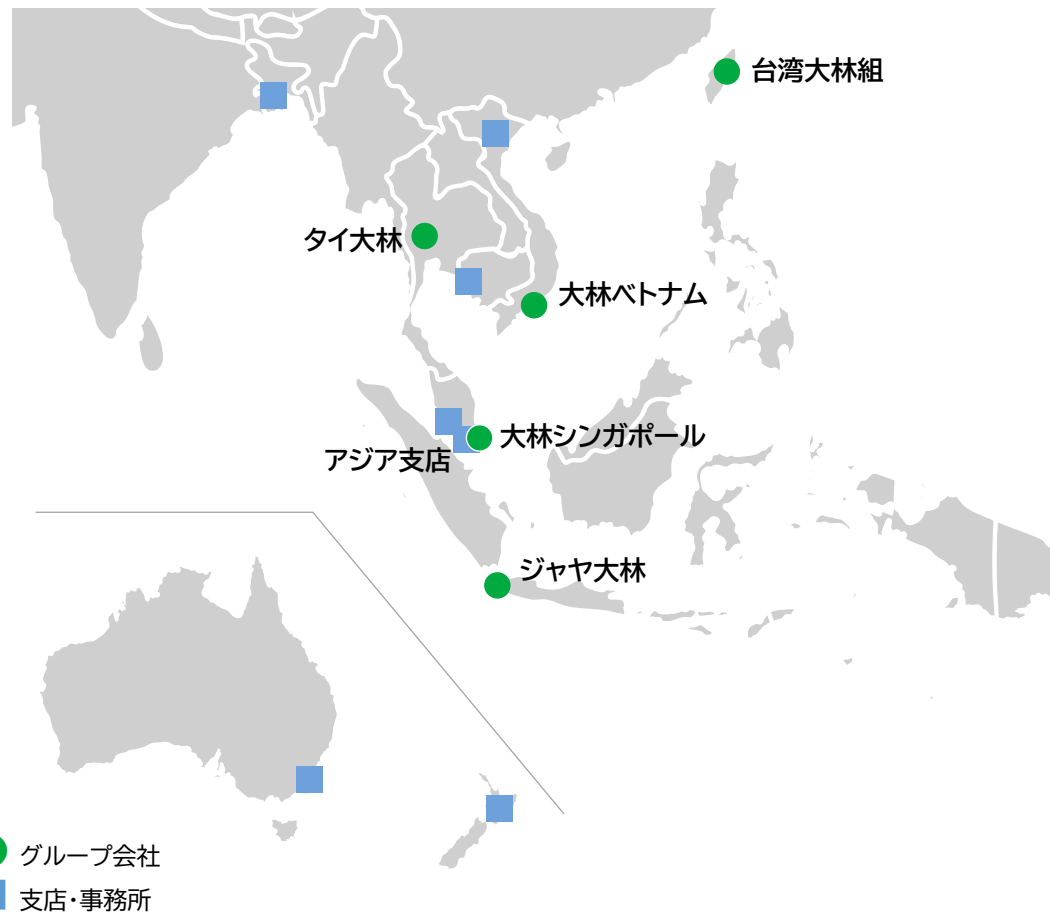 台湾大林組
タイ大林
大林ベトナム
大林シンガポール
アジア支店
ジャヤ大林
グループ会社
支店・事務所